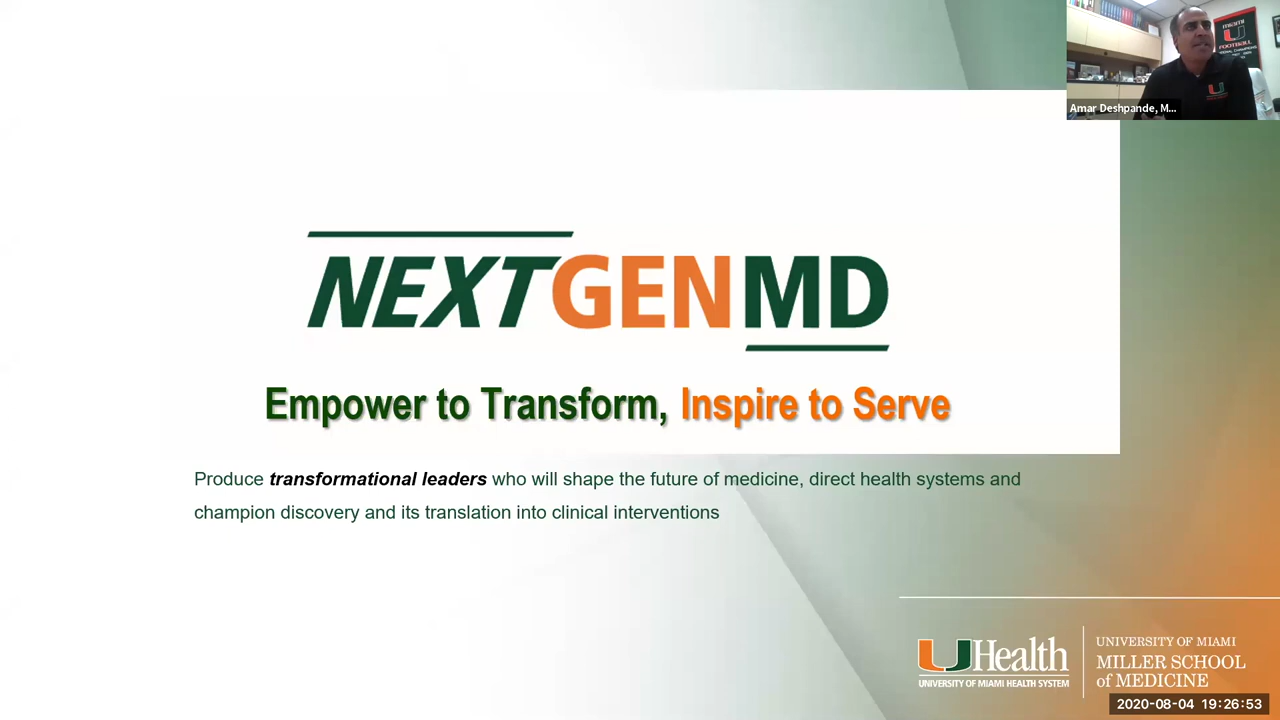 miami
U
FOOTBALL
U
Amar Deshpande, M...
NEXTGENMD
Empower to Transform, Inspire to Serve
Produce transformational leaders who will shape the future of medicine, direct health systems and
champion discovery and its translation into clinical interventions
UHealth
UNIVERSITY OF MIAMI HEALTH SYSTEM
UNIVERSITY OF MIAMI
MILLER SCHOOL
of MEDICINE
2020-08-04 19:26:53